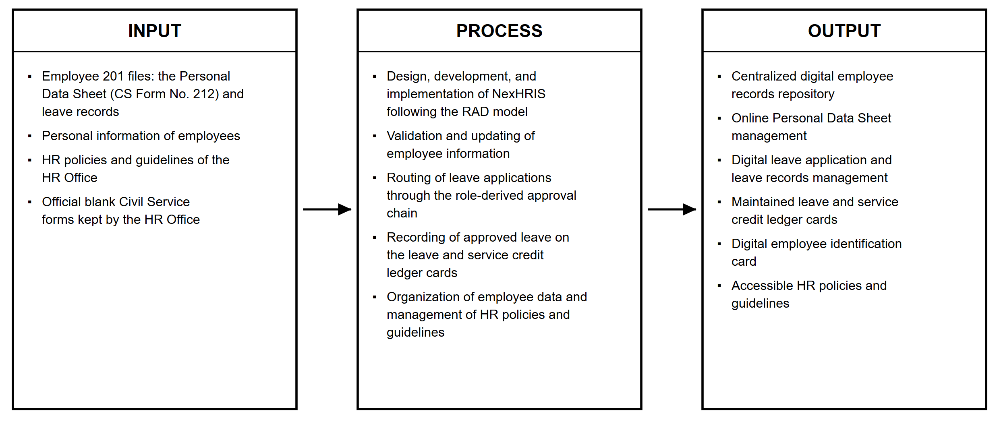 INPUT
▪ Employee 201 files: the Personal
Data Sheet (CS Form No. 212) and
leave records
▪ Personal information of employees
▪ HR policies and guidelines of the
HR Office
▪ Official blank Civil Service
forms kept by the HR Office
PROCESS
▪ Design, development, and
implementation of NexHRIS
following the RAD model
▪ Validation and updating of
employee information
▪ Routing of leave applications
through the role-derived approval
chain
▪ Recording of approved leave on
the leave and service credit
ledger cards
▪ Organization of employee data and
management of HR policies and
guidelines
OUTPUT
▪ Centralized digital employee
records repository
▪ Online Personal Data Sheet
management
▪ Digital leave application and
leave records management
▪ Maintained leave and service
credit ledger cards
▪ Digital employee identification
card
▪ Accessible HR policies and
guidelines